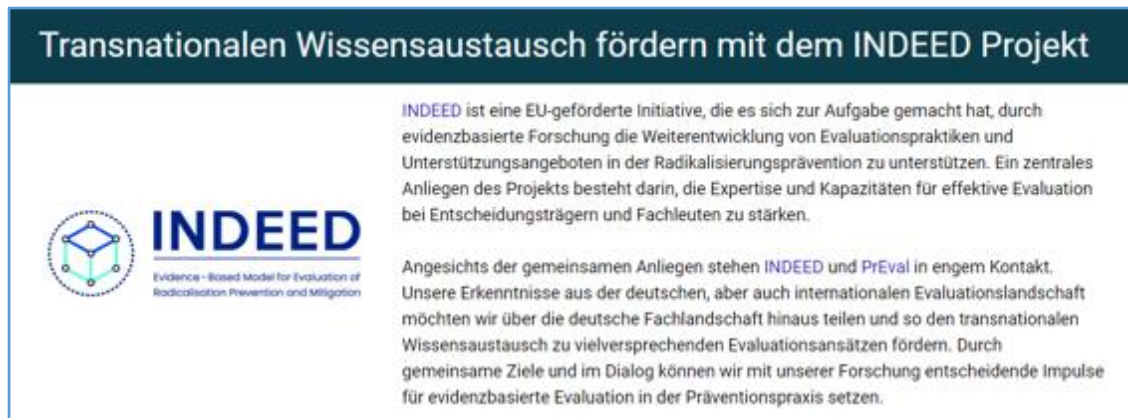 Transnationalen Wissensaustausch fördern mit dem INDEED Projekt
INDEED
Evidence-Based Model for Evaluation of
Radicalisation Prevention and Mitigation
INDEED ist eine EU-geförderte Initiative, die es sich zur Aufgabe gemacht hat, durch
evidenzbasierte Forschung die Weiterentwicklung von Evaluationspraktiken und
Unterstützungsangeboten in der Radikalisierungsprävention zu unterstützen. Ein zentrales
Anliegen des Projekts besteht darin, die Expertise und Kapazitäten für effektive Evaluation
bei Entscheidungsträgern und Fachleuten zu stärken.
Angesichts der gemeinsamen Anliegen stehen INDEED und PrEval in engem Kontakt.
Unsere Erkenntnisse aus der deutschen, aber auch internationalen Evaluationslandschaft
möchten wir über die deutsche Fachlandschaft hinaus teilen und so den transnationalen
Wissensaustausch zu vielversprechenden Evaluationsansätzen fördern. Durch
gemeinsame Ziele und im Dialog können wir mit unserer Forschung entscheidende Impulse
für evidenzbasierte Evaluation in der Präventionspraxis setzen.